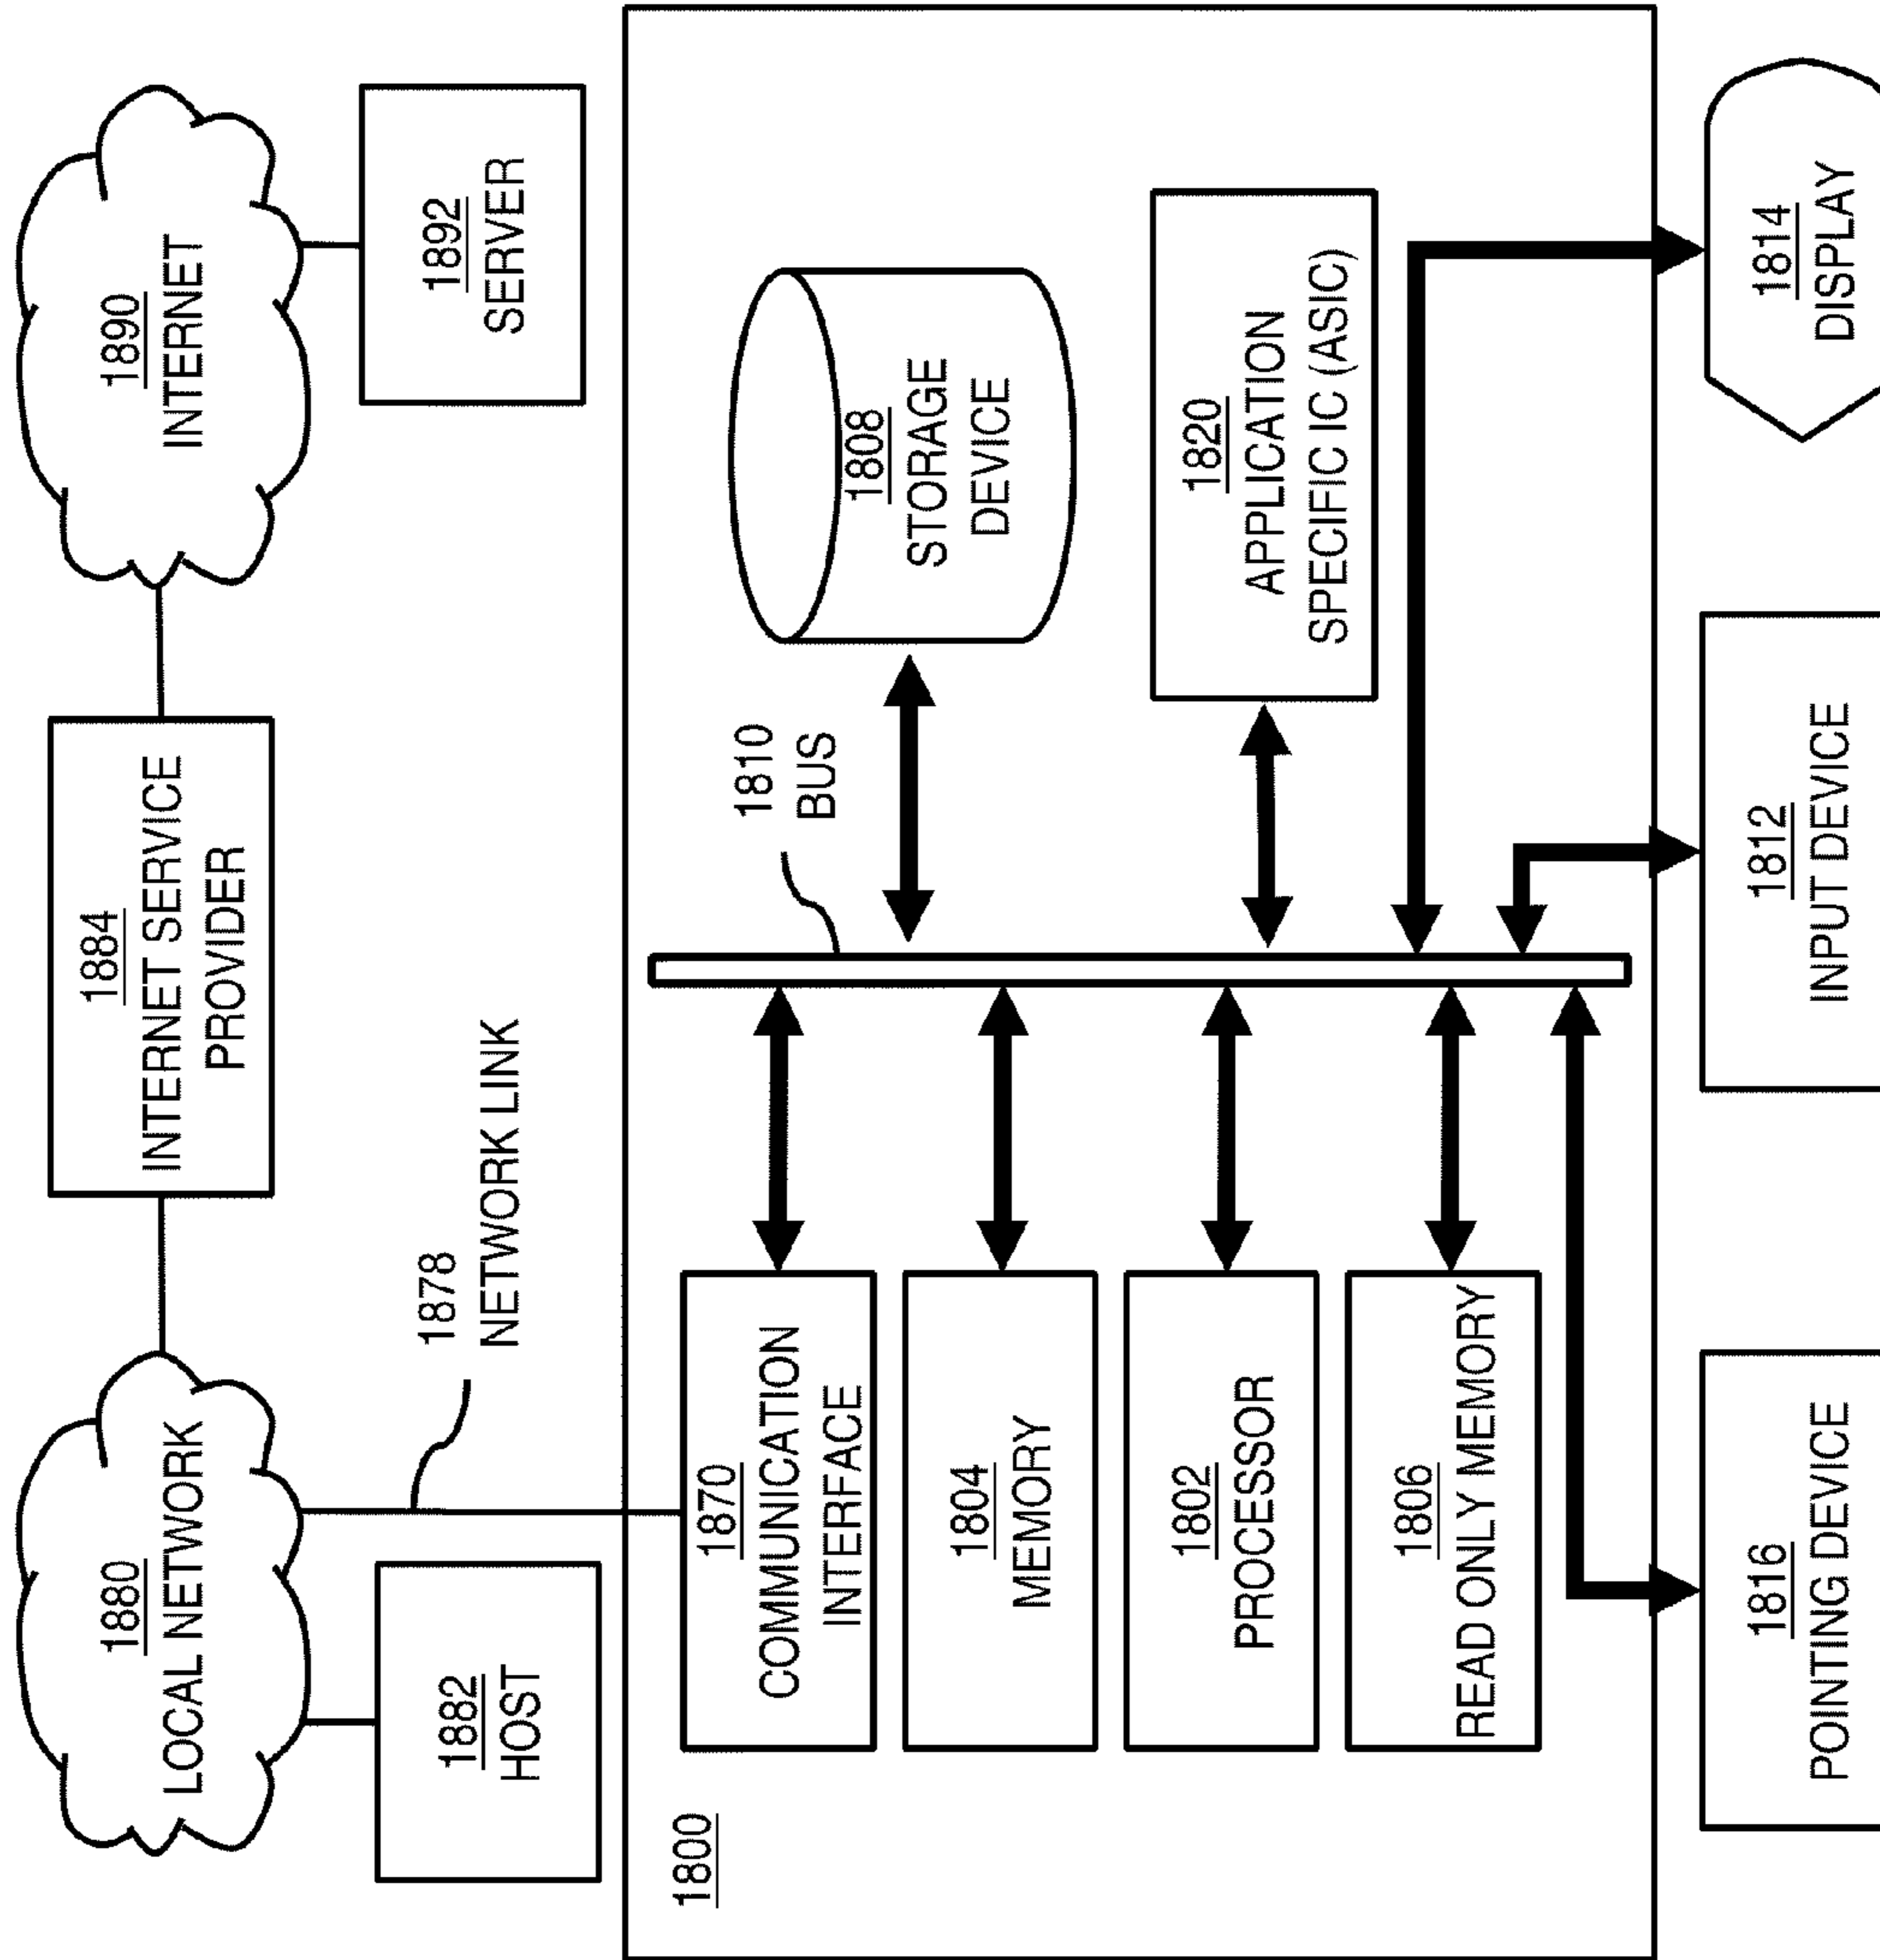 1880
LOCAL NETWORK
1884
INTERNET SERVICE
PROVIDER
1890
INTERNET
1882
HOST
1878
NETWORK LINK
1892
SERVER
1800
1870
COMMUNICATION
INTERFACE
1810
BUS
1808
STORAGE
DEVICE
1804
MEMORY
1802
PROCESSOR
1820
APPLICATION
SPECIFIC IC (ASIC)
1806
READ ONLY MEMORY
1816
POINTING DEVICE
1812
INPUT DEVICE
1814
DISPLAY